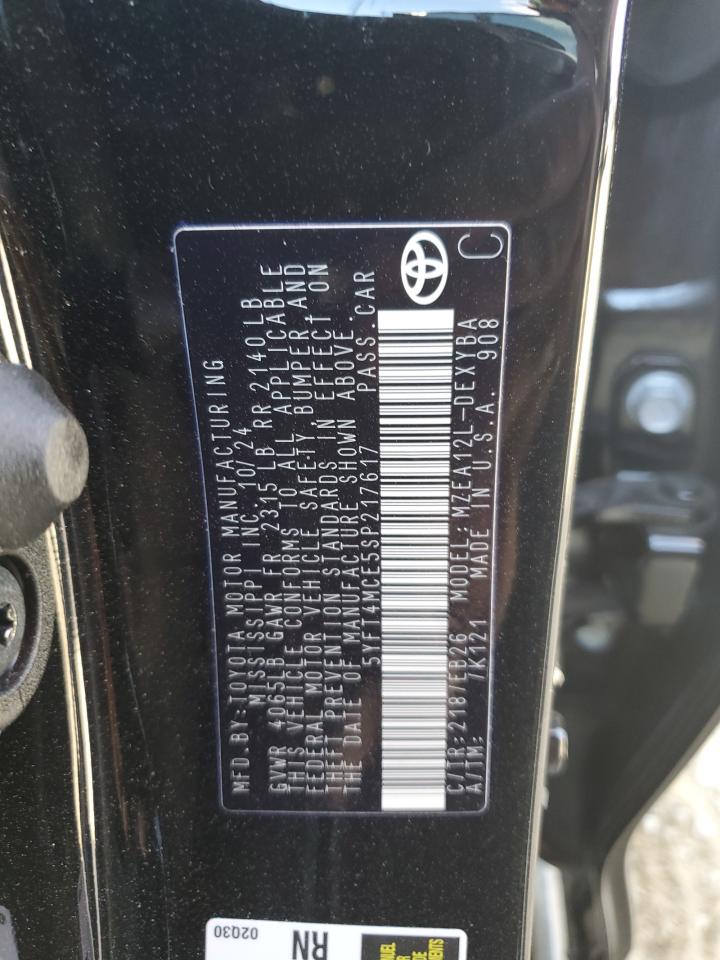 MFD.BY:TOYOTA MOTOR MANUFACTURING
MISSISSIPPI INC. 10/24
GVWR 4065LB GAWR FR 2315 LB RR 2140 LB
THIS VEHICLE CONFORMS TO ALL APPLICABLE
FEDERAL MOTOR VEHICLE SAFETY, BUMPER AND
THEFT PREVENTION STANDARDS IN EFFECT ON
THE DATE OF MANUFACTURE SHOWN ABOVE.
5YFT4MCE5SP217617 PASS.CAR
C/TR:218/EB26 MODEL:MZEA12L-DEXYBA
A/TM: /K121 MADE IN U.S.A. 908
C
02Q30
RN